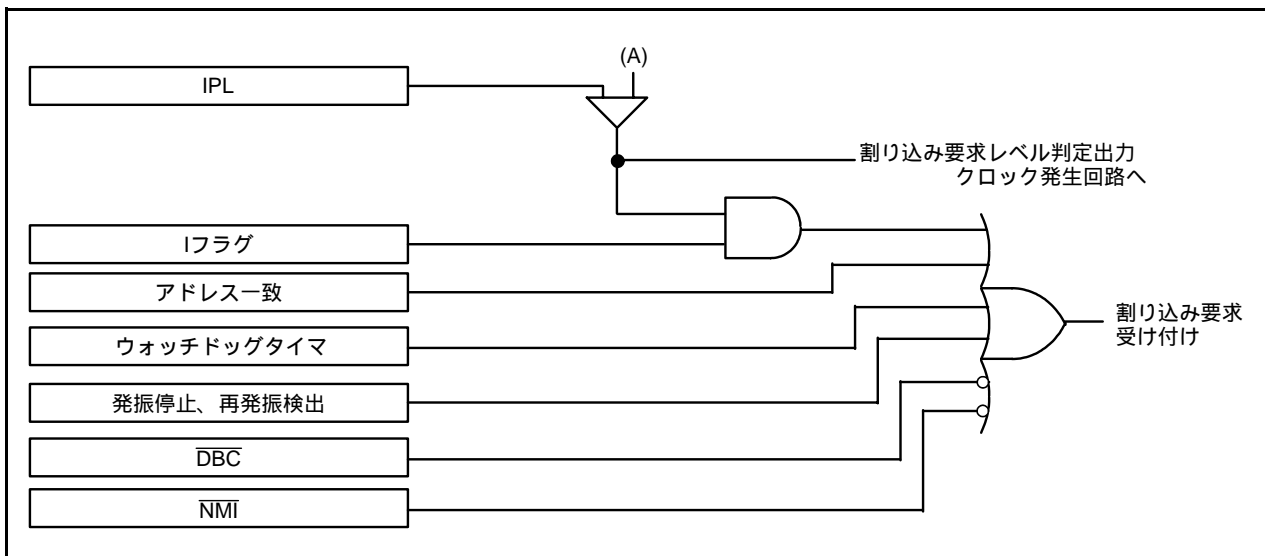 (A)
IPL
割り込み要求レベル判定出力
クロック発生回路へ
Iフラグ
アドレス一致
ウォッチドッグタイマ
割り込み要求
受け付け
発振停止、再発振検出
DBC
NMI